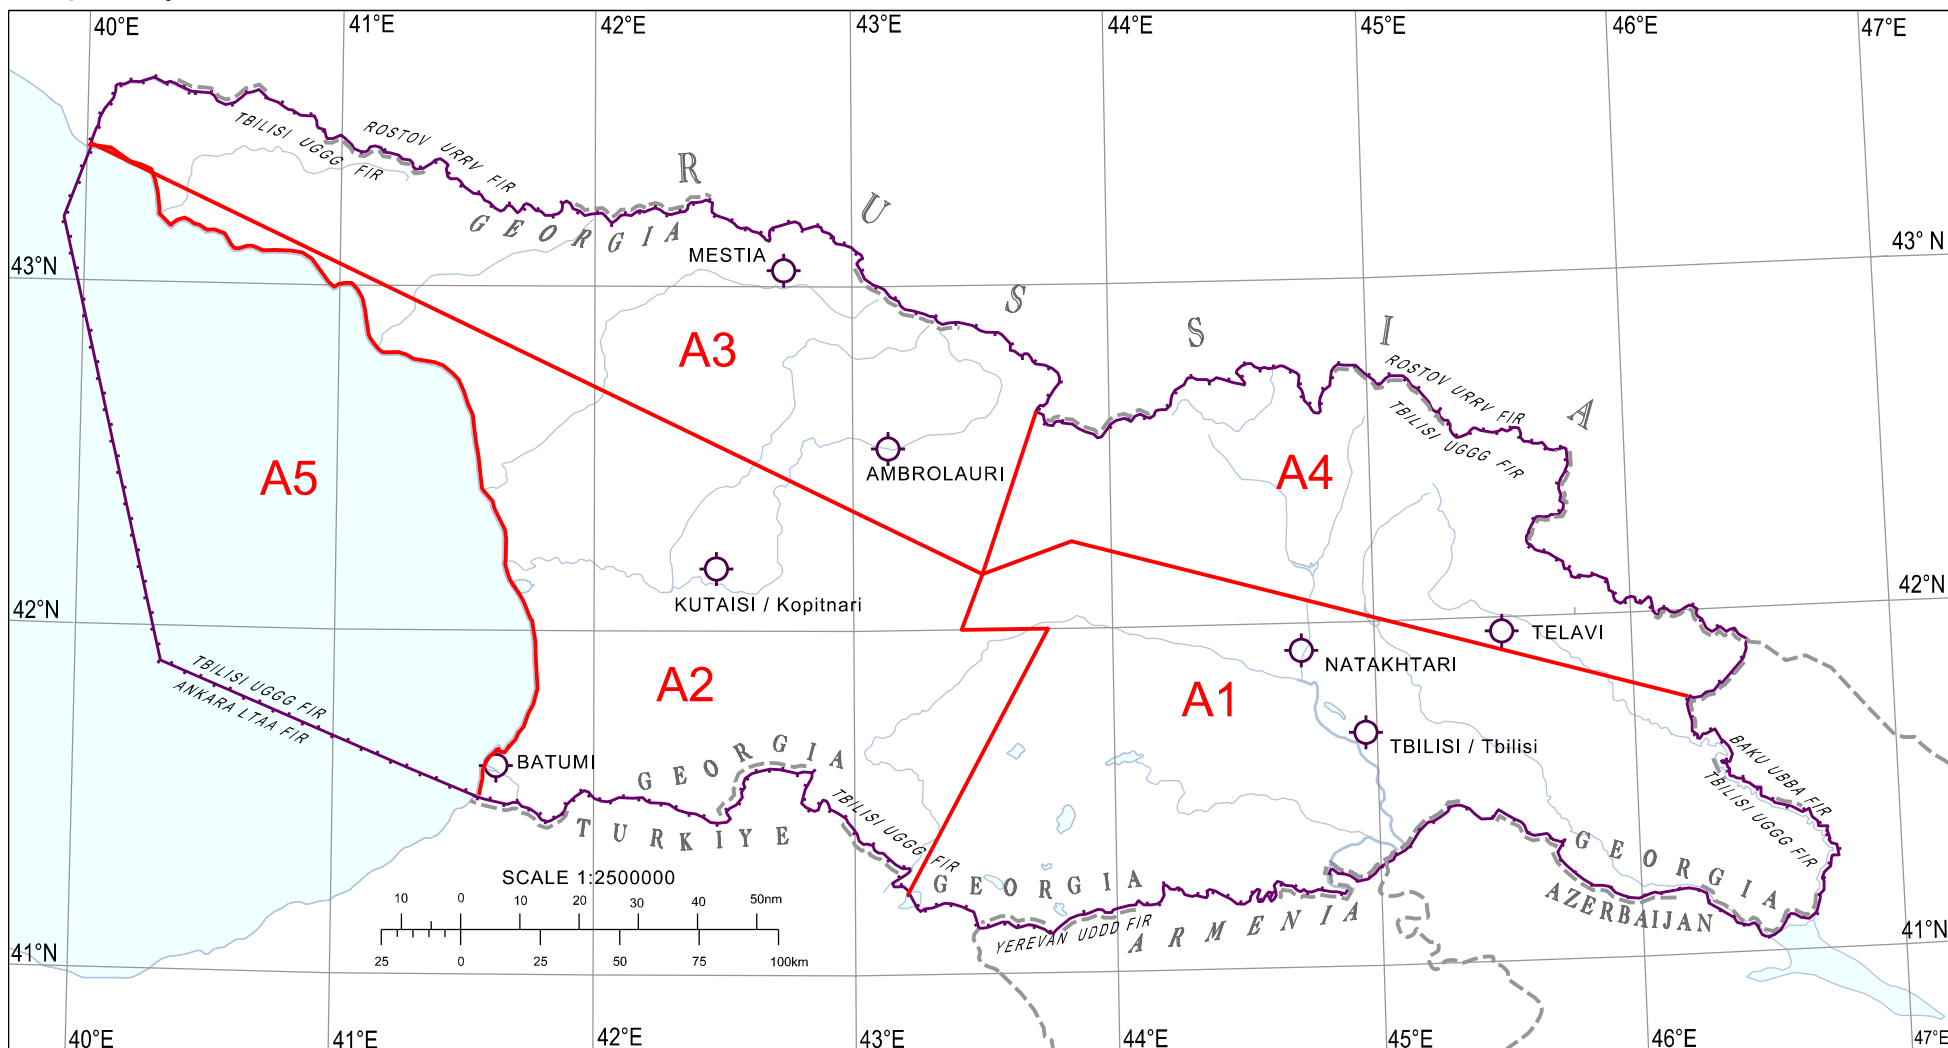 40°E 41°E 42°E 43°E 44°E 45°E 46°E 47°E
ROSTOV URRV FIR
TBILISI UGGG FIR
GEORGIA
RUSSIA
MESTIA
43°N
43°N
A3
ROSTOV URRV FIR
TBILISI UGGG FIR
A5
AMBROLAURI
A4
KUTAISI / Kopitnari
42°N
42°N
TELAVI
NATAKHTARI
TBILISI UGGG FIR
ANKARA LTAA FIR
A2
A1
TBILISI / Tbilisi
BATUMI
GEORGIA
TURKIYE
TBILISI UGGG FIR
BAKU UBBA FIR
TBILISI UGGG FIR
GEORGIA
AZERBAIJAN
GEORGIA
ARMENIA
YEREVAN UDDD FIR
SCALE 1:2500000
10 0 10 20 30 40 50nm
25 0 25 50 75 100km
41°N
41°N
40°E 41°E 42°E 43°E 44°E 45°E 46°E 47°E